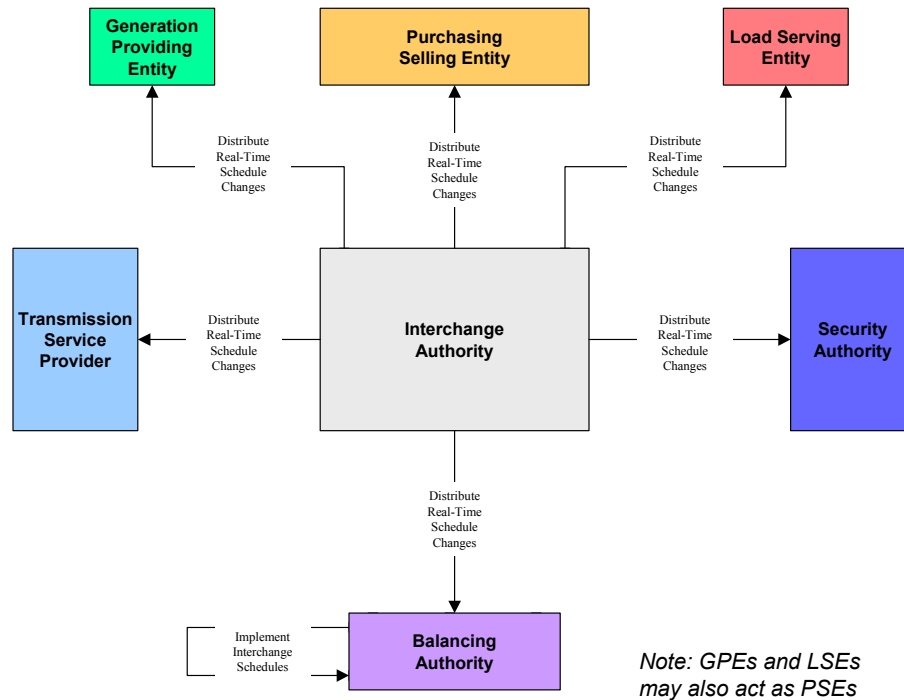 Generation
Providing
Entity
Purchasing
Selling Entity
Load Serving
Entity
Distribute
Real-Time
Schedule
Changes
Distribute
Real-Time
Schedule
Changes
Distribute
Real-Time
Schedule
Changes
Transmission
Service
Provider
Distribute
Real-Time
Schedule
Changes
Interchange
Authority
Distribute
Real-Time
Schedule
Changes
Security
Authority
Distribute
Real-Time
Schedule
Changes
Implement
Interchange
Schedules
Balancing
Authority
Note: GPEs and LSEs
may also act as PSEs